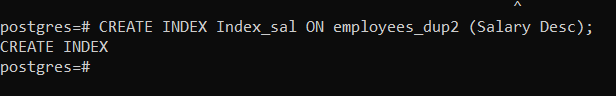 ^
postgres=# CREATE INDEX Index_sal ON employees_dup2 (Salary Desc);
CREATE INDEX
postgres=#